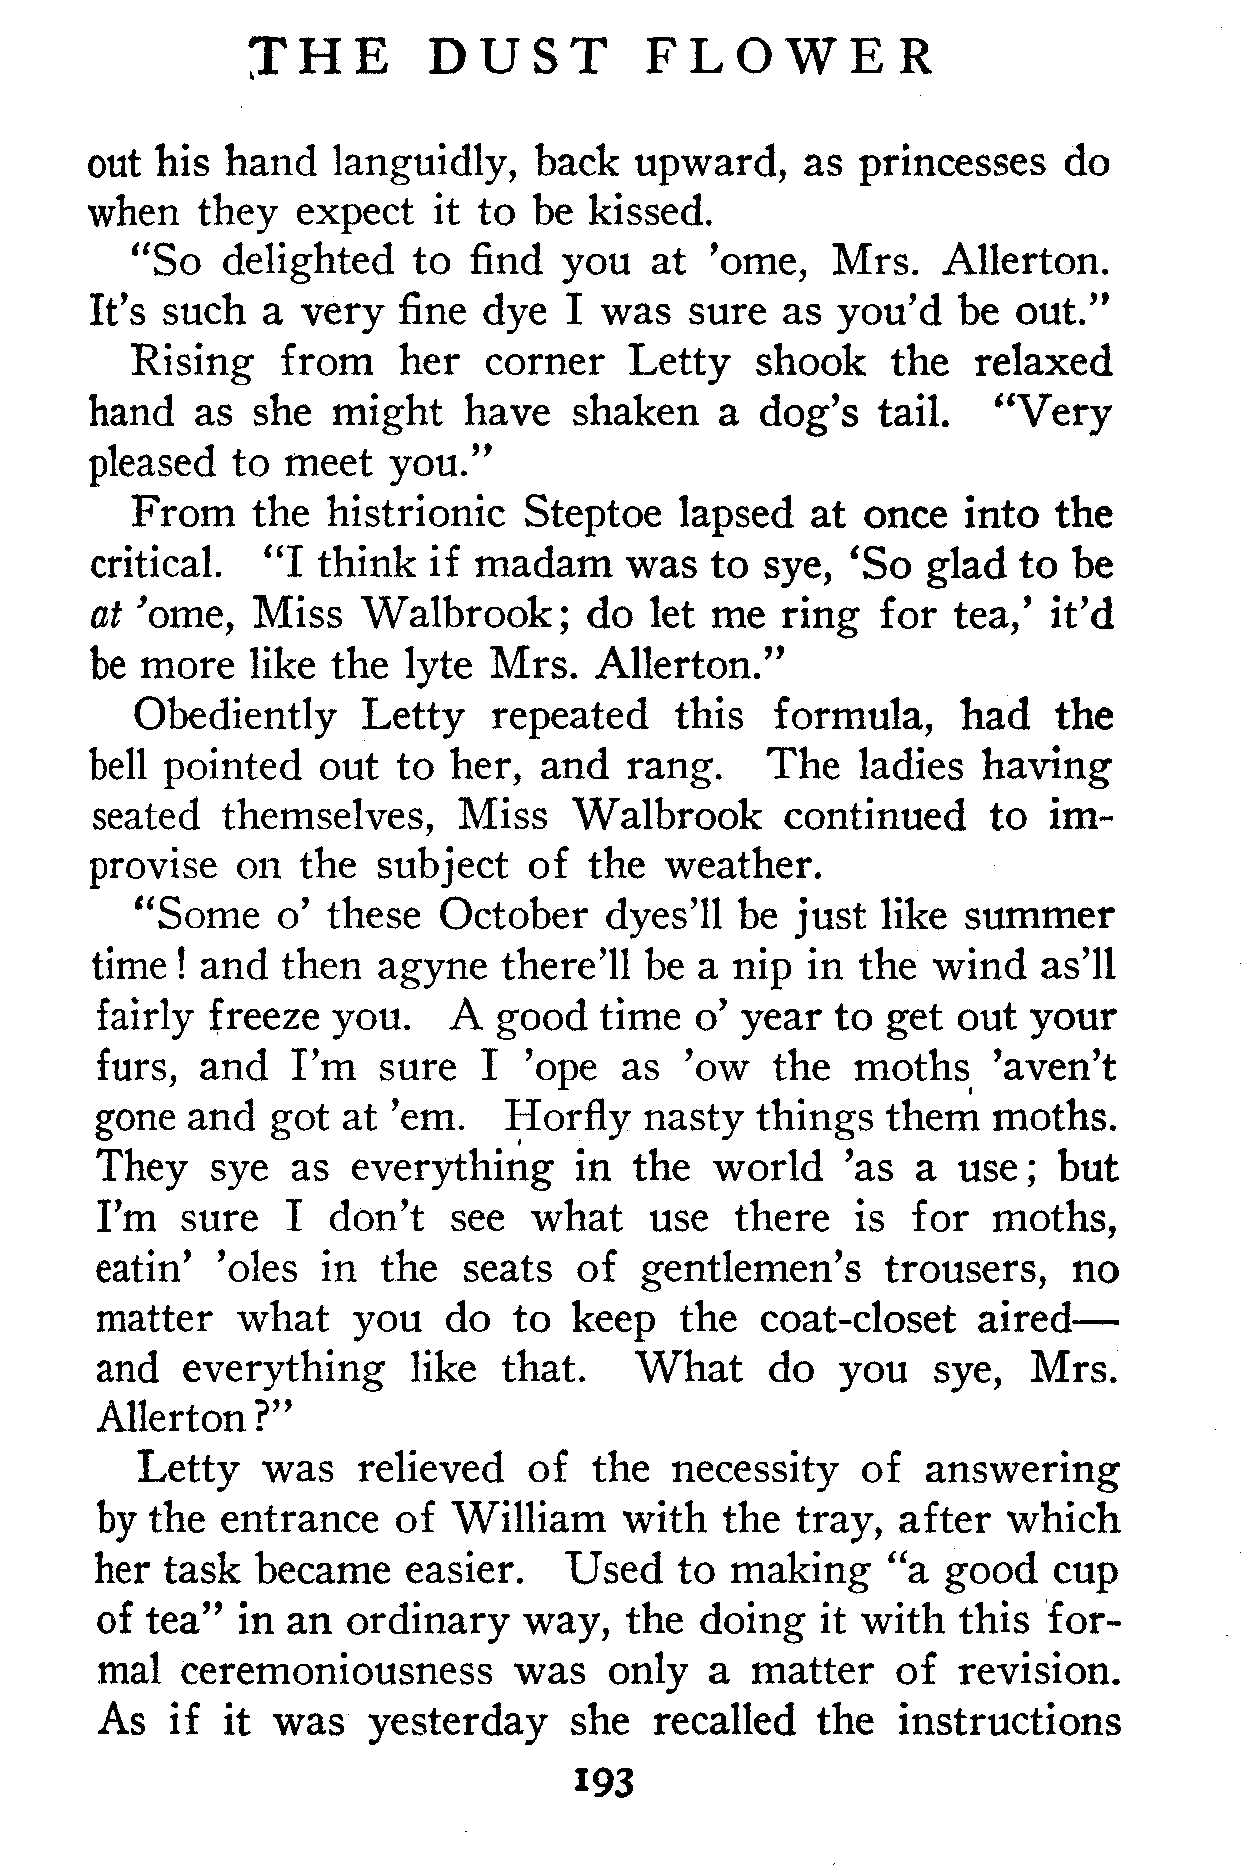 THE DUST FLOWER
out his hand languidly, back upward, as princesses do
when they expect it to be kissed.
“So delighted to find you at ’ome, Mrs. Allerton.
It’s such a very fine dye I was sure as you’d be out.”
Rising from her corner Letty shook the relaxed
hand as she might have shaken a dog’s tail. “Very
pleased to meet you.”
From the histrionic Steptoe lapsed at once into the
critical. “I think if madam was to sye, ‘So glad to be
at ’ome, Miss Walbrook; do let me ring for tea,’ it’d
be more like the lyte Mrs. Allerton.”
Obediently Letty repeated this formula, had the
bell pointed out to her, and rang. The ladies having
seated themselves, Miss Walbrook continued to im-
provise on the subject of the weather.
“Some o’ these October dyes’ll be just like summer
time! and then agyne there’ll be a nip in the wind as’ll
fairly freeze you. A good time o’ year to get out your
furs, and I’m sure I ’ope as ’ow the moths ’aven’t
gone and got at ’em. Horfly nasty things them moths.
They sye as everything in the world ’as a use; but
I’m sure I don’t see what use there is for moths,
eatin’ ’oles in the seats of gentlemen’s trousers, no
matter what you do to keep the coat-closet aired—
and everything like that. What do you sye, Mrs.
Allerton?”
Letty was relieved of the necessity of answering
by the entrance of William with the tray, after which
her task became easier. Used to making “a good cup
of tea” in an ordinary way, the doing it with this for-
mal ceremoniousness was only a matter of revision.
As if it was yesterday she recalled the instructions
193